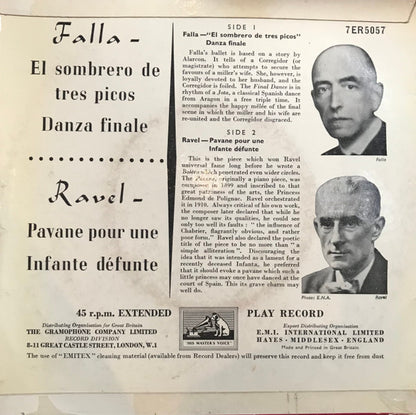 Falla -
El sombrero de
tres picos
Danza finale
Ravel-
Pavane pour une
Infante défunte
SIDE 1
7ER5057
Falla—"El sombrero de tres picos"
Danza finale
Falla's ballet is based on a story by
Alarcon. It tells of a Corregidor (or
magistrate) who attempts to secure the
favours of a miller's wife. She, however,
is loyally devoted to her husband, and
the Corregidor is foiled. The Final Dance is in
rhythm of a Jota, a classical Spanish dance
from Aragon in a free triple time. It
accompanies the happy mêlée of the final
scene in which the miller and his wife are
re-united and the Corregidor disgraced.
SIDE 2
Ravel—Pavane pour une
Infante défunte
This is the piece which won Ravel
universal fame long before he wrote a
Bolero which penetrated even wider circles.
The Pavane, originally a piano piece, was
composed in 1899 and inscribed to that
great patroness of the arts, the Princess
Edmond de Polignac. Ravel orchestrated
it in 1910. Always critical of his own work,
the composer later declared that while he
no longer saw its qualities, he could see
only too well its faults : "the influence of
Chabrier, flagrantly obvious, and rather
poor form." Ravel also declared the poetic
title of the piece to be no more than "a
simple alliteration". Discouraging the
idea that it was intended as a lament for a
recently deceased Infanta, he preferred
that it should evoke a pavane which such a
little princess may once have danced at the
court of Spain. This its grave charm may
well do.
Falla
Photos: E.N.A.
Ravel
45 r.p.m. EXTENDED
PLAY RECORD
Distributing Organisation for Great Britain
THE GRAMOPHONE COMPANY LIMITED
RECORD DIVISION
8-11 GREAT CASTLE STREET, LONDON, W.1
"HIS MASTER'S VOICE"
Export Distributing Organisation
E.M.I. INTERNATIONAL LIMITED
HAYES · MIDDLESEX · ENGLAND
Made and Printed in Great Britain
The use of "EMITEX" cleaning material (available from Record Dealers) will preserve this record and keep it free from dust